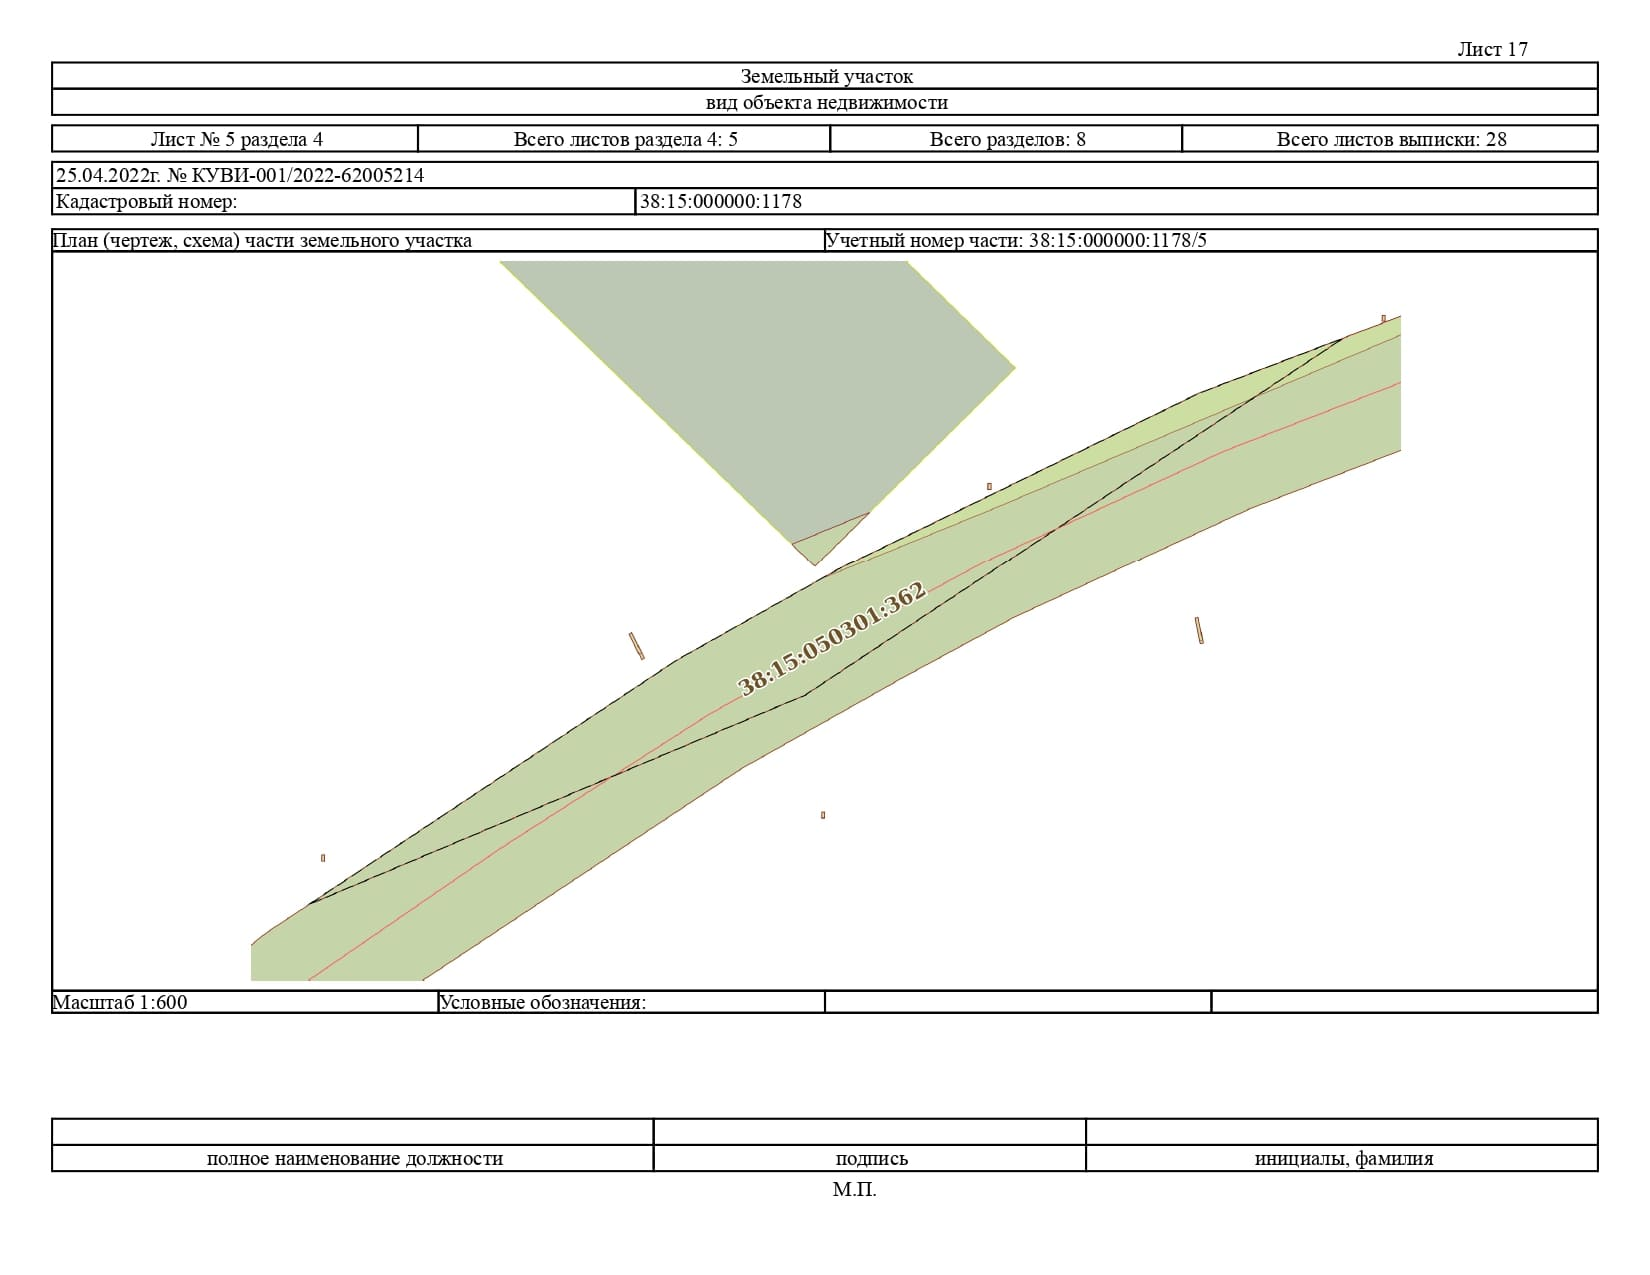 Лист 17
Земельный участок
вид объекта недвижимости
Лист № 5 раздела 4 Всего листов раздела 4: 5 Всего разделов: 8 Всего листов выписки: 28
25.04.2022г. № КУВИ-001/2022-62005214
Кадастровый номер: 38:15:000000:1178
План (чертеж, схема) части земельного участка Учетный номер части: 38:15:000000:1178/5
38:15:050301:362
Масштаб 1:600 Условные обозначения:
полное наименование должности подпись инициалы, фамилия
М.П.